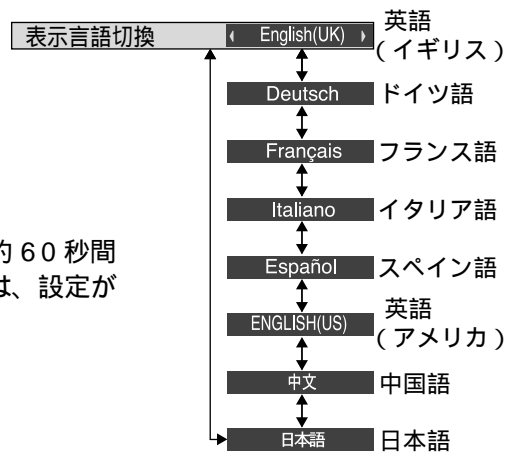 表示言語切換 English(UK) 英語
(イギリス)
Deutsch ドイツ語
Français フランス語
Italiano イタリア語
約60秒間
Español スペイン語
は、設定が
ENGLISH(US) 英語
(アメリカ)
中文 中国語
日本語 日本語